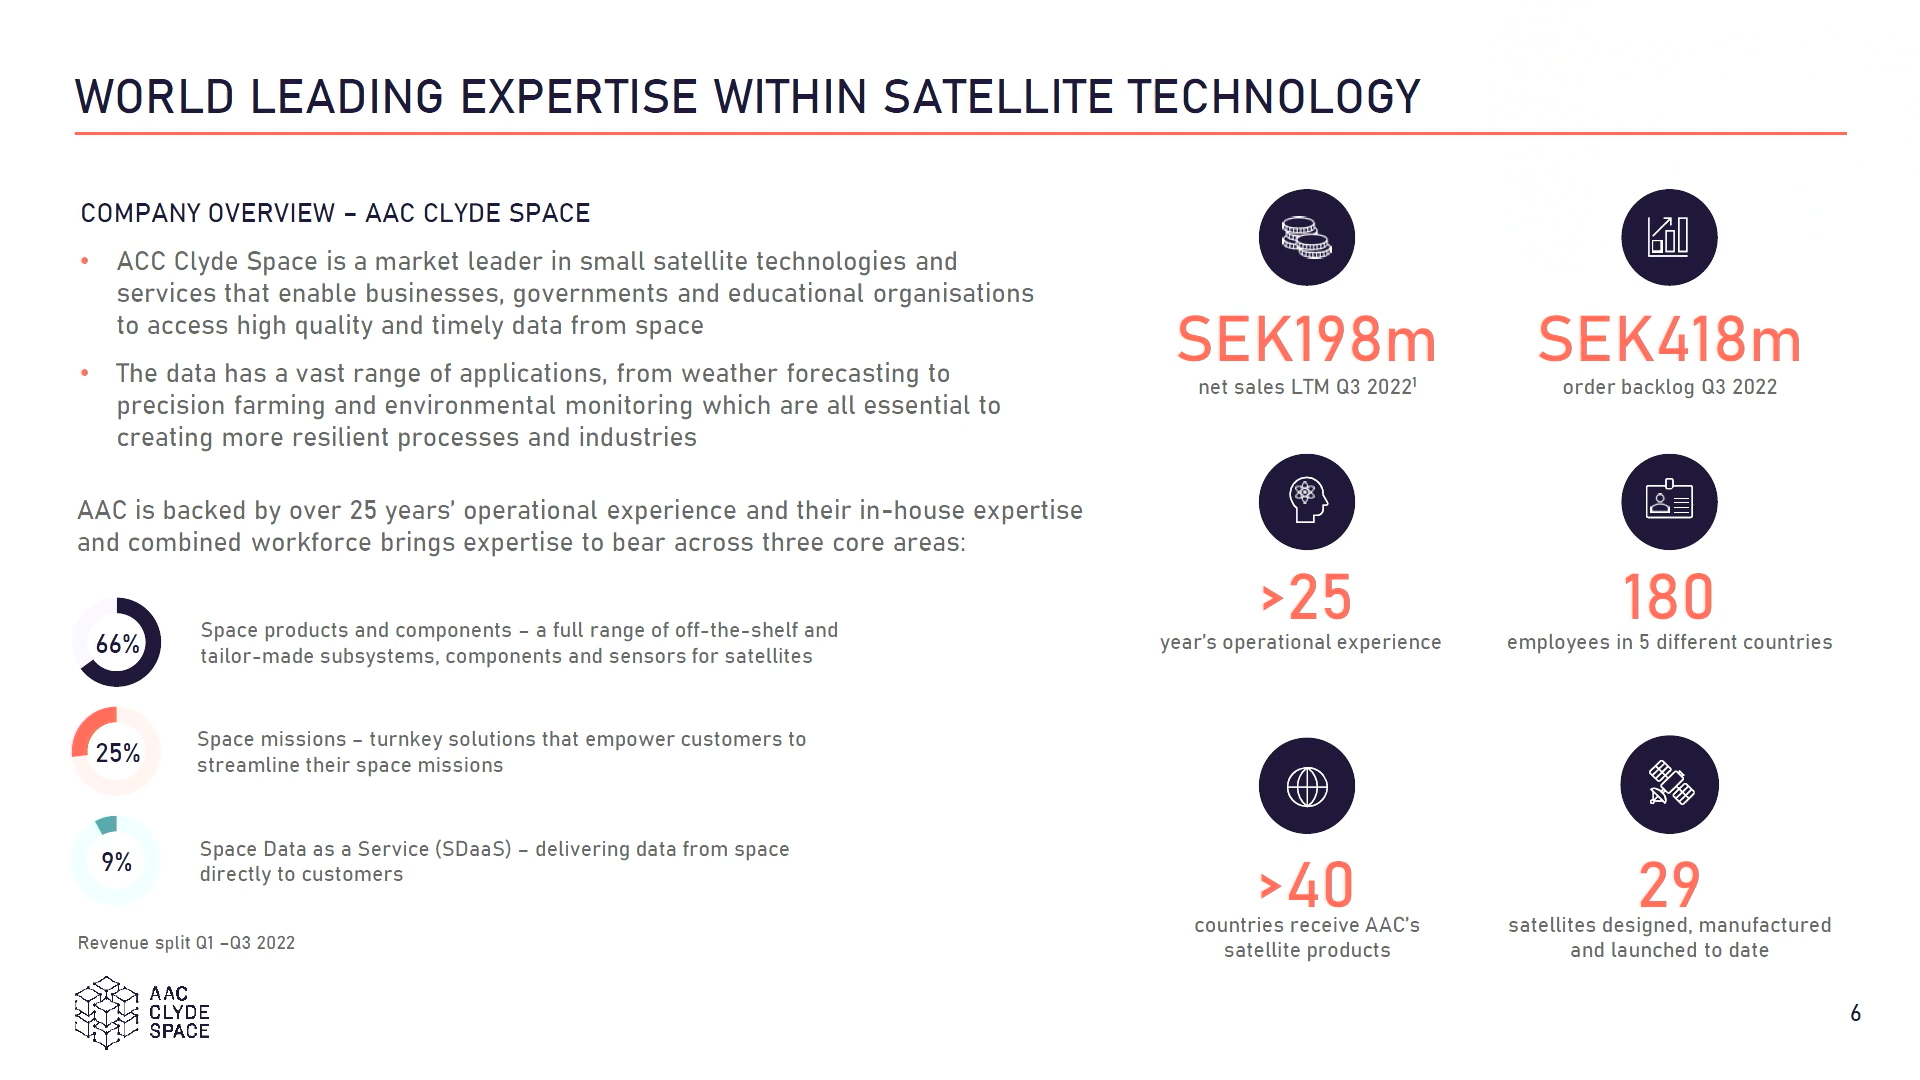 WORLD LEADING EXPERTISE WITHIN SATELLITE TECHNOLOGY
COMPANY OVERVIEW – AAC CLYDE SPACE
• ACC Clyde Space is a market leader in small satellite technologies and
services that enable businesses, governments and educational organisations
to access high quality and timely data from space
• The data has a vast range of applications, from weather forecasting to
precision farming and environmental monitoring which are all essential to
creating more resilient processes and industries
AAC is backed by over 25 years’ operational experience and their in-house expertise
and combined workforce brings expertise to bear across three core areas:
66%
Space products and components – a full range of off-the-shelf and
tailor-made subsystems, components and sensors for satellites
25%
Space missions – turnkey solutions that empower customers to
streamline their space missions
9%
Space Data as a Service (SDaaS) – delivering data from space
directly to customers
Revenue split Q1 –Q3 2022
SEK198m
net sales LTM Q3 2022¹
SEK418m
order backlog Q3 2022
>25
year’s operational experience
180
employees in 5 different countries
>40
countries receive AAC’s
satellite products
29
satellites designed, manufactured
and launched to date
AAC
CLYDE
SPACE
6